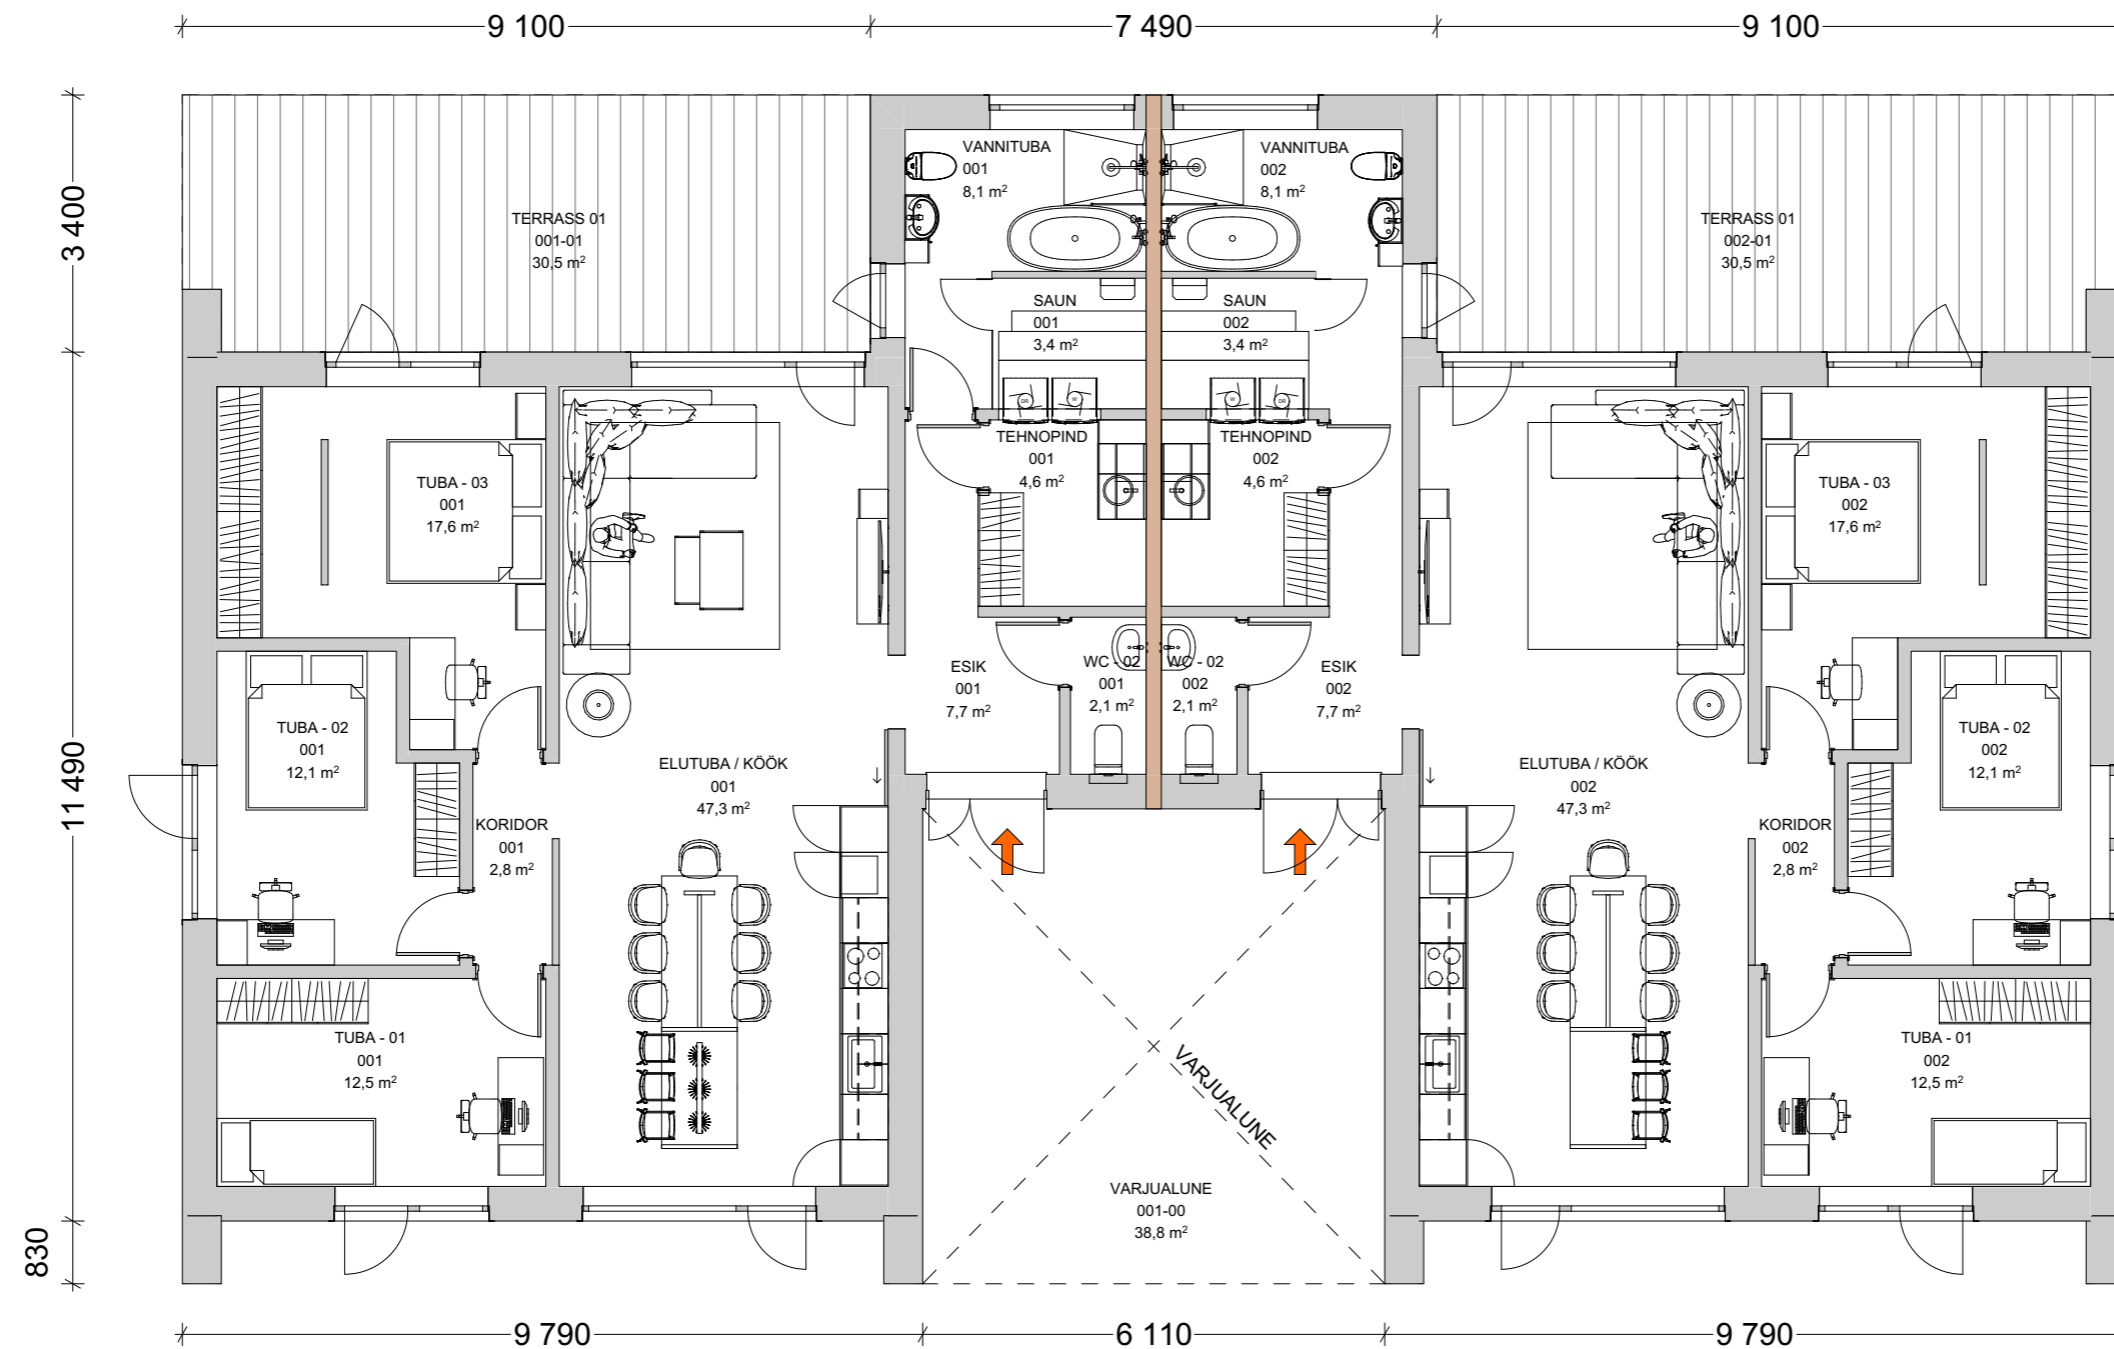 9 100
7 490
9 100
3 400
11 490
830
VANNITUBA
001
8,1 m²
VANNITUBA
002
8,1 m²
TERRASS 01
001-01
30,5 m²
TERRASS 01
002-01
30,5 m²
SAUN
001
3,4 m²
SAUN
002
3,4 m²
DR
W
W
DR
TEHNOPIND
001
4,6 m²
TEHNOPIND
002
4,6 m²
TUBA - 03
001
17,6 m²
TUBA - 03
002
17,6 m²
ESIK
001
7,7 m²
WC - 02
001
2,1 m²
WC - 02
002
2,1 m²
ESIK
002
7,7 m²
TUBA - 02
001
12,1 m²
TUBA - 02
002
12,1 m²
ELUTUBA / KÖÖK
001
47,3 m²
ELUTUBA / KÖÖK
002
47,3 m²
KORIDOR
001
2,8 m²
KORIDOR
002
2,8 m²
TUBA - 01
001
12,5 m²
TUBA - 01
002
12,5 m²
VARJUALUNE
VARJUALUNE
001-00
38,8 m²
9 790
6 110
9 790